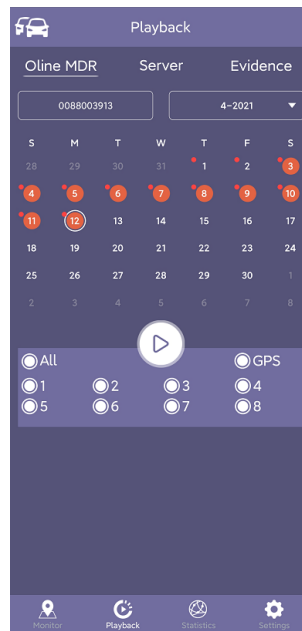 Playback
Oline MDR Server Evidence
0088003913 4-2021
S M T W T F S
28 29 30 31 1 2 3
4 5 6 7 8 9 10
11 12 13 14 15 16 17
18 19 20 21 22 23 24
25 26 27 28 29 30 1
2 3 4 5 6 7 8
All GPS
1 2 3 4
5 6 7 8
Monitor Playback Statistics Settings